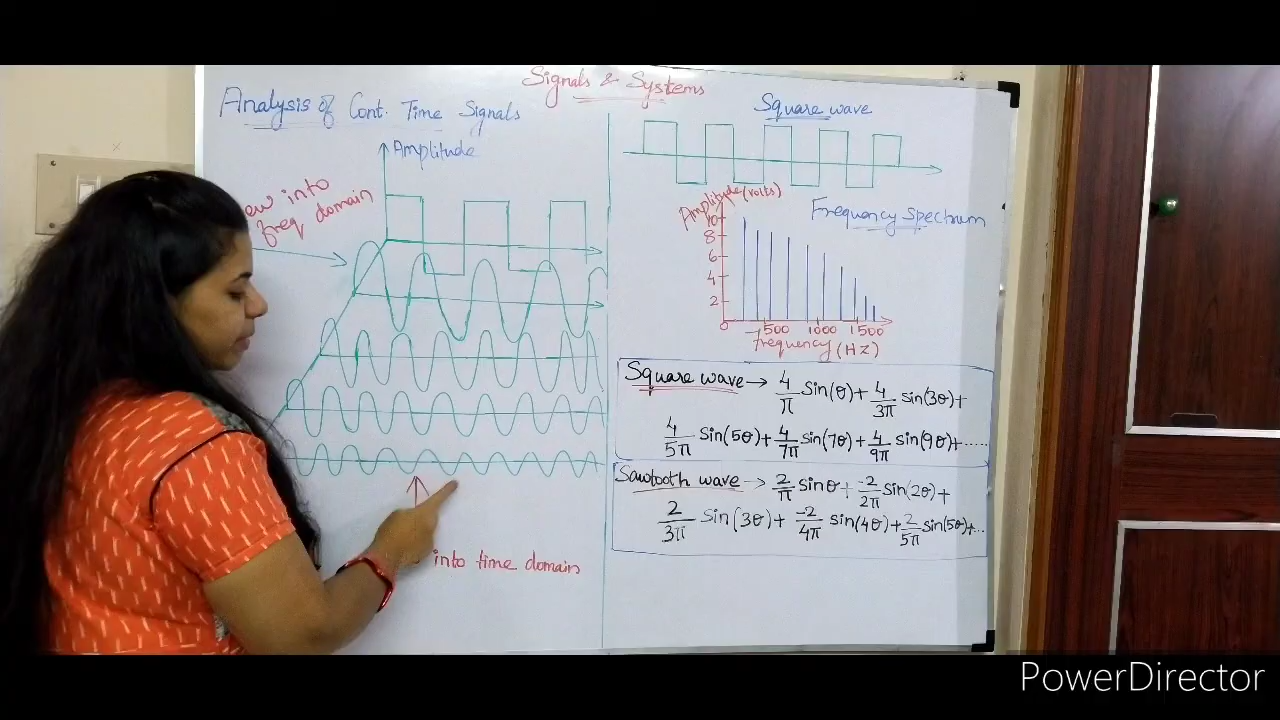 Signals & Systems
Analysis of Cont. Time Signals
Amplitude
into
freq domain
into time domain
Square wave
Amplitude (volts)
Frequency Spectrum
10
8
6
4
2
0
500 1000 1500
Frequency (HZ)
Square wave → 4/π sin(θ) + 4/3π sin(3θ) +
4/5π sin(5θ) + 4/7π sin(7θ) + 4/9π sin(9θ) + ......
Sawtooth wave → 2/π sinθ + -2/2π sin(2θ) +
2/3π sin(3θ) + -2/4π sin(4θ) + 2/5π sin(5θ) + ...
PowerDirector